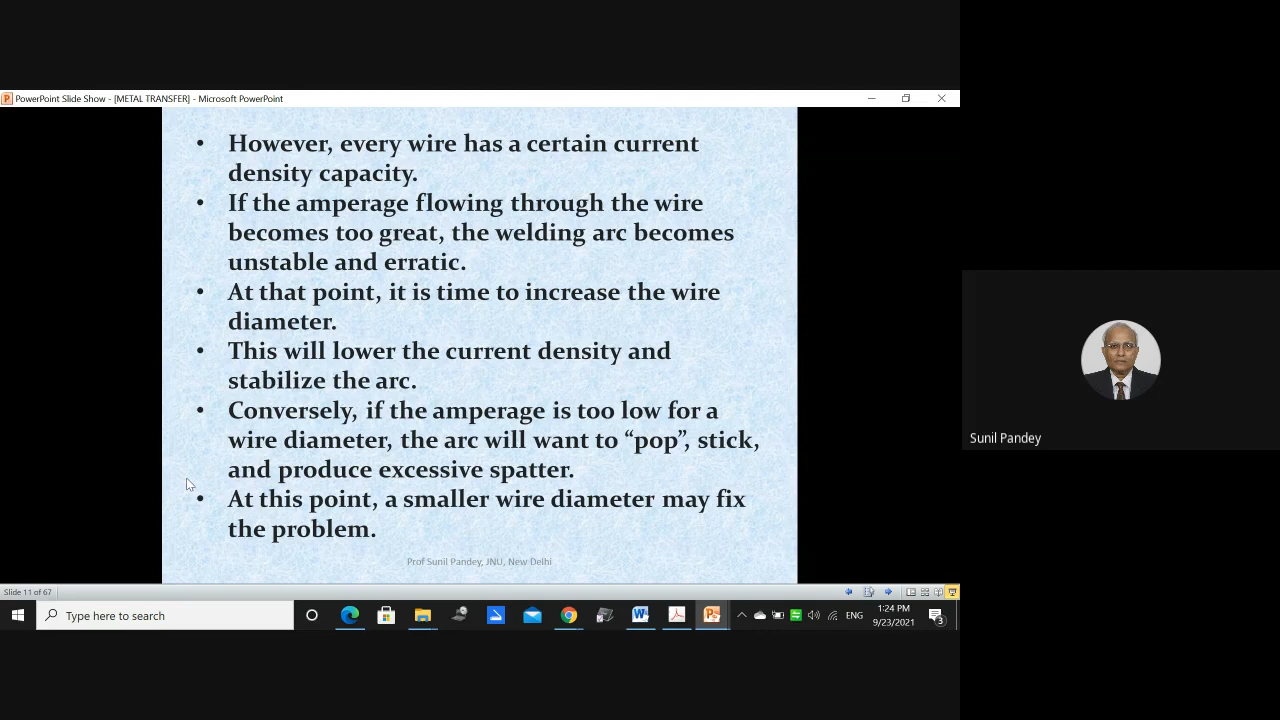 PowerPoint Slide Show - [METAL TRANSFER] - Microsoft PowerPoint
• However, every wire has a certain current
density capacity.
• If the amperage flowing through the wire
becomes too great, the welding arc becomes
unstable and erratic.
• At that point, it is time to increase the wire
diameter.
• This will lower the current density and
stabilize the arc.
• Conversely, if the amperage is too low for a
wire diameter, the arc will want to “pop”, stick,
and produce excessive spatter.
• At this point, a smaller wire diameter may fix
the problem.
Prof Sunil Pandey, JNU, New Delhi
Sunil Pandey
Slide 11 of 67
Type here to search
ENG
1:24 PM
9/23/2021
3